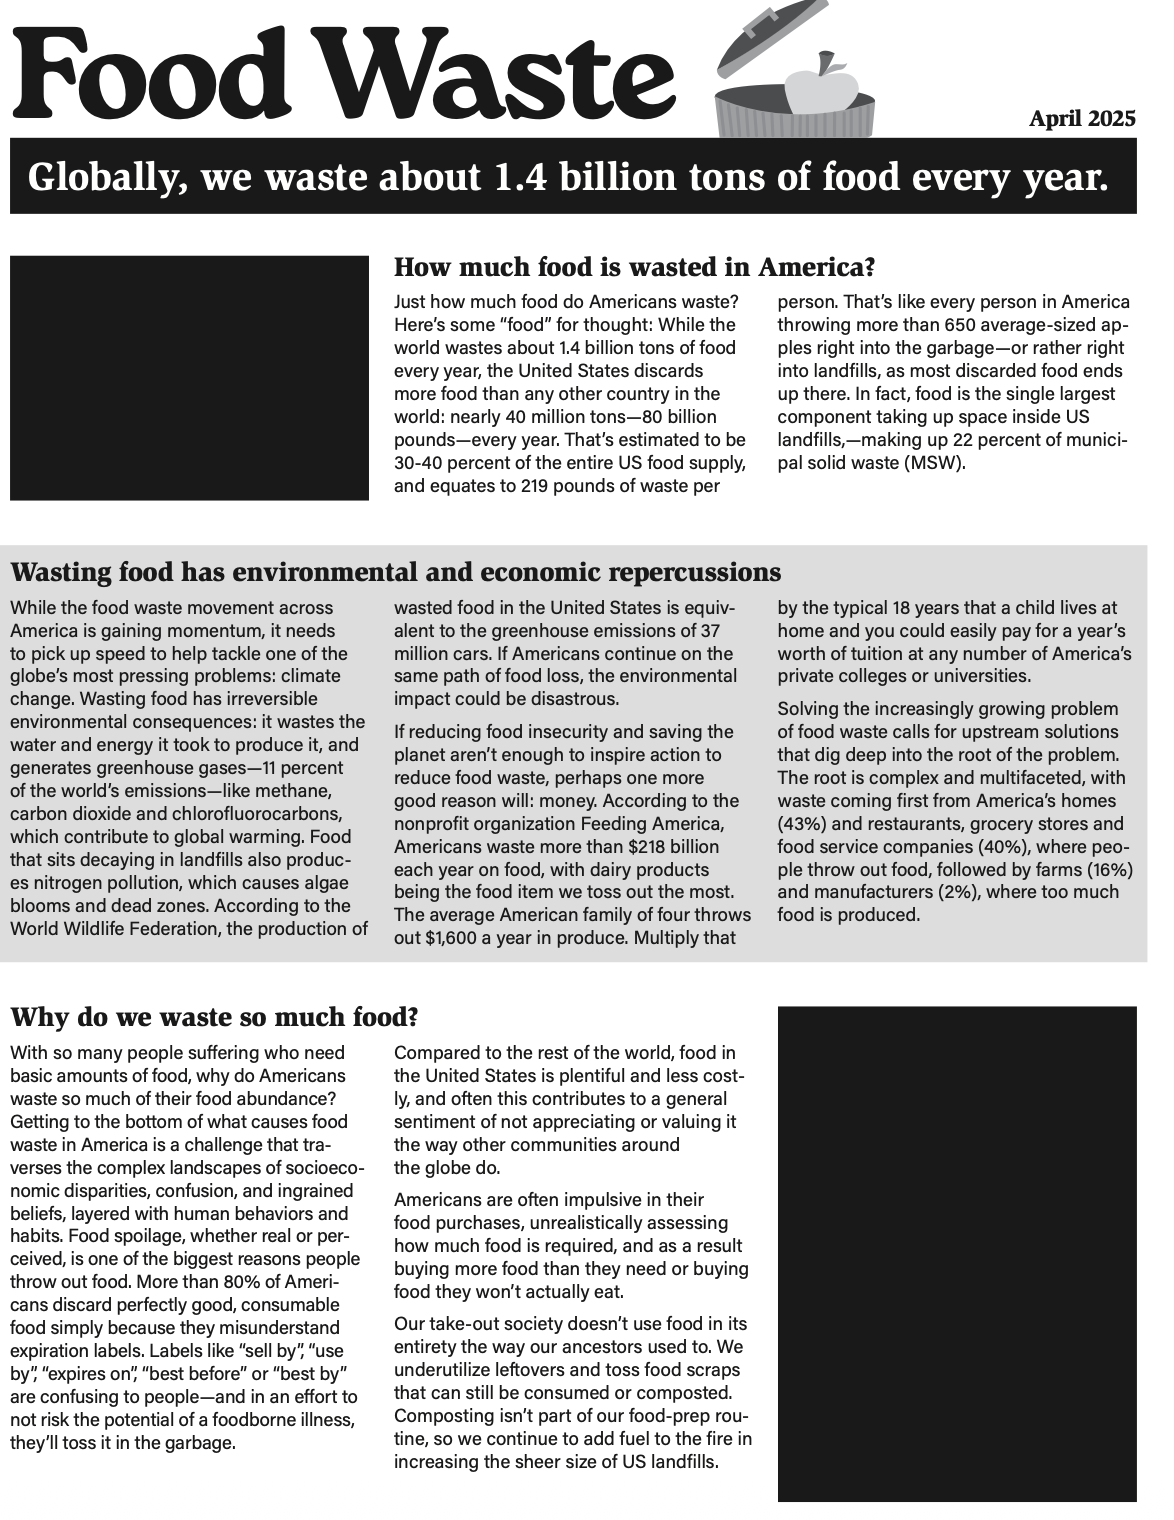 Food Waste
April 2025
Globally, we waste about 1.4 billion tons of food every year.
How much food is wasted in America?
Just how much food do Americans waste?
Here’s some “food” for thought: While the
world wastes about 1.4 billion tons of food
every year, the United States discards
more food than any other country in the
world: nearly 40 million tons—80 billion
pounds—every year. That’s estimated to be
30-40 percent of the entire US food supply,
and equates to 219 pounds of waste per
person. That’s like every person in America
throwing more than 650 average-sized ap-
ples right into the garbage—or rather right
into landfills, as most discarded food ends
up there. In fact, food is the single largest
component taking up space inside US
landfills,—making up 22 percent of munici-
pal solid waste (MSW).
Wasting food has environmental and economic repercussions
While the food waste movement across
America is gaining momentum, it needs
to pick up speed to help tackle one of the
globe’s most pressing problems: climate
change. Wasting food has irreversible
environmental consequences: it wastes the
water and energy it took to produce it, and
generates greenhouse gases—11 percent
of the world’s emissions—like methane,
carbon dioxide and chlorofluorocarbons,
which contribute to global warming. Food
that sits decaying in landfills also produc-
es nitrogen pollution, which causes algae
blooms and dead zones. According to the
World Wildlife Federation, the production of
wasted food in the United States is equiv-
alent to the greenhouse emissions of 37
million cars. If Americans continue on the
same path of food loss, the environmental
impact could be disastrous.
If reducing food insecurity and saving the
planet aren’t enough to inspire action to
reduce food waste, perhaps one more
good reason will: money. According to the
nonprofit organization Feeding America,
Americans waste more than $218 billion
each year on food, with dairy products
being the food item we toss out the most.
The average American family of four throws
out $1,600 a year in produce. Multiply that
by the typical 18 years that a child lives at
home and you could easily pay for a year’s
worth of tuition at any number of America’s
private colleges or universities.
Solving the increasingly growing problem
of food waste calls for upstream solutions
that dig deep into the root of the problem.
The root is complex and multifaceted, with
waste coming first from America’s homes
(43%) and restaurants, grocery stores and
food service companies (40%), where peo-
ple throw out food, followed by farms (16%)
and manufacturers (2%), where too much
food is produced.
Why do we waste so much food?
With so many people suffering who need
basic amounts of food, why do Americans
waste so much of their food abundance?
Getting to the bottom of what causes food
waste in America is a challenge that tra-
verses the complex landscapes of socioeco-
nomic disparities, confusion, and ingrained
beliefs, layered with human behaviors and
habits. Food spoilage, whether real or per-
ceived, is one of the biggest reasons people
throw out food. More than 80% of Ameri-
cans discard perfectly good, consumable
food simply because they misunderstand
expiration labels. Labels like “sell by”, “use
by”, “expires on”, “best before” or “best by”
are confusing to people—and in an effort to
not risk the potential of a foodborne illness,
they’ll toss it in the garbage.
Compared to the rest of the world, food in
the United States is plentiful and less cost-
ly, and often this contributes to a general
sentiment of not appreciating or valuing it
the way other communities around
the globe do.
Americans are often impulsive in their
food purchases, unrealistically assessing
how much food is required, and as a result
buying more food than they need or buying
food they won’t actually eat.
Our take-out society doesn’t use food in its
entirety the way our ancestors used to. We
underutilize leftovers and toss food scraps
that can still be consumed or composted.
Composting isn’t part of our food-prep rou-
tine, so we continue to add fuel to the fire in
increasing the sheer size of US landfills.